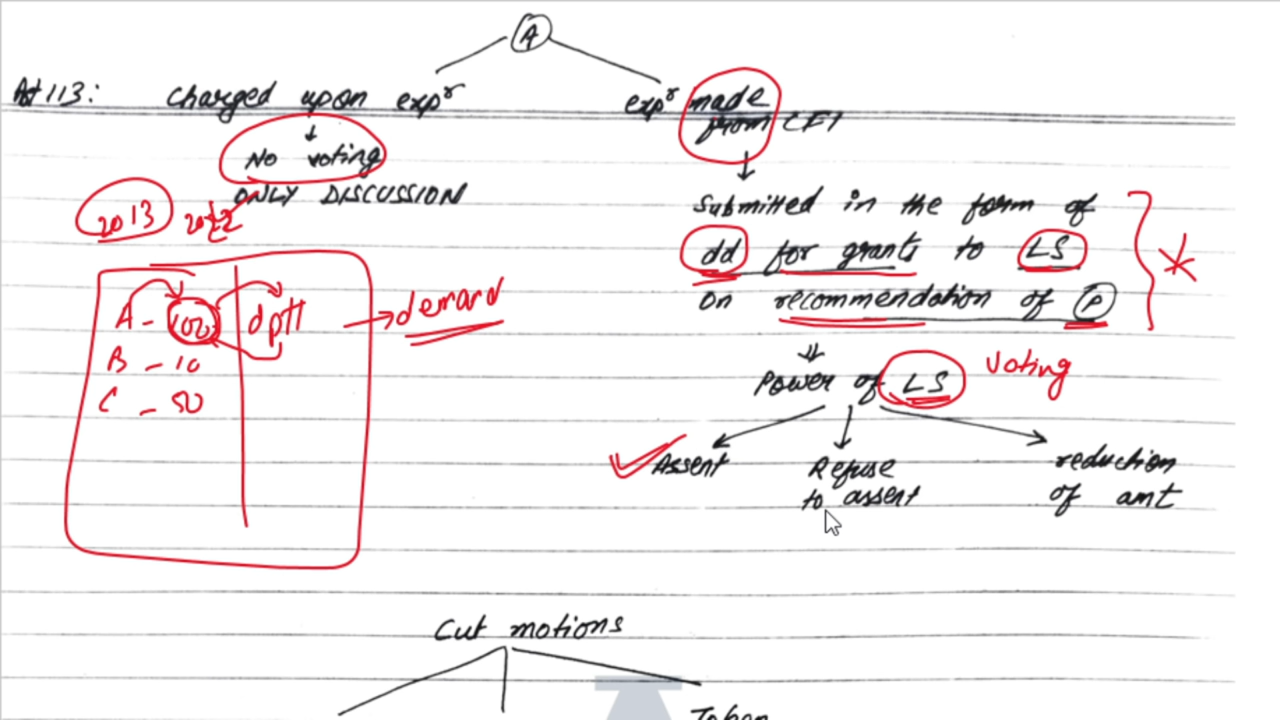 A
Art 113: charged upon expr
expr made from CFI
No voting
ONLY DISCUSSION
Submitted in the form of
dd for grants to LS
on recommendation of P
2013
A - 100 dptt
B - 10
C - 50
demand
Power of LS voting
Assent
Refuse to assent
reduction of amt
Cut motions
Token